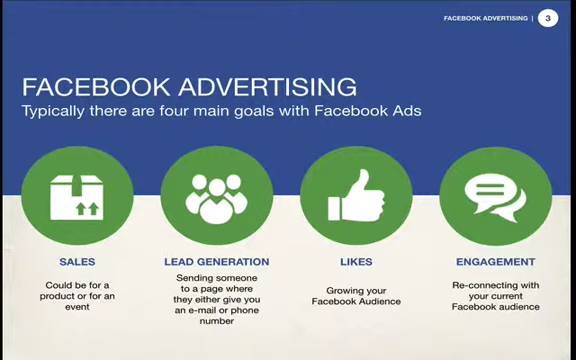 FACEBOOK ADVERTISING | 3
FACEBOOK ADVERTISING
Typically there are four main goals with Facebook Ads
SALES
Could be for a
product or for an
event
LEAD GENERATION
Sending someone
to a page where
they either give you
an e-mail or phone
number
LIKES
Growing your
Facebook Audience
ENGAGEMENT
Re-connecting with
your current
Facebook audience